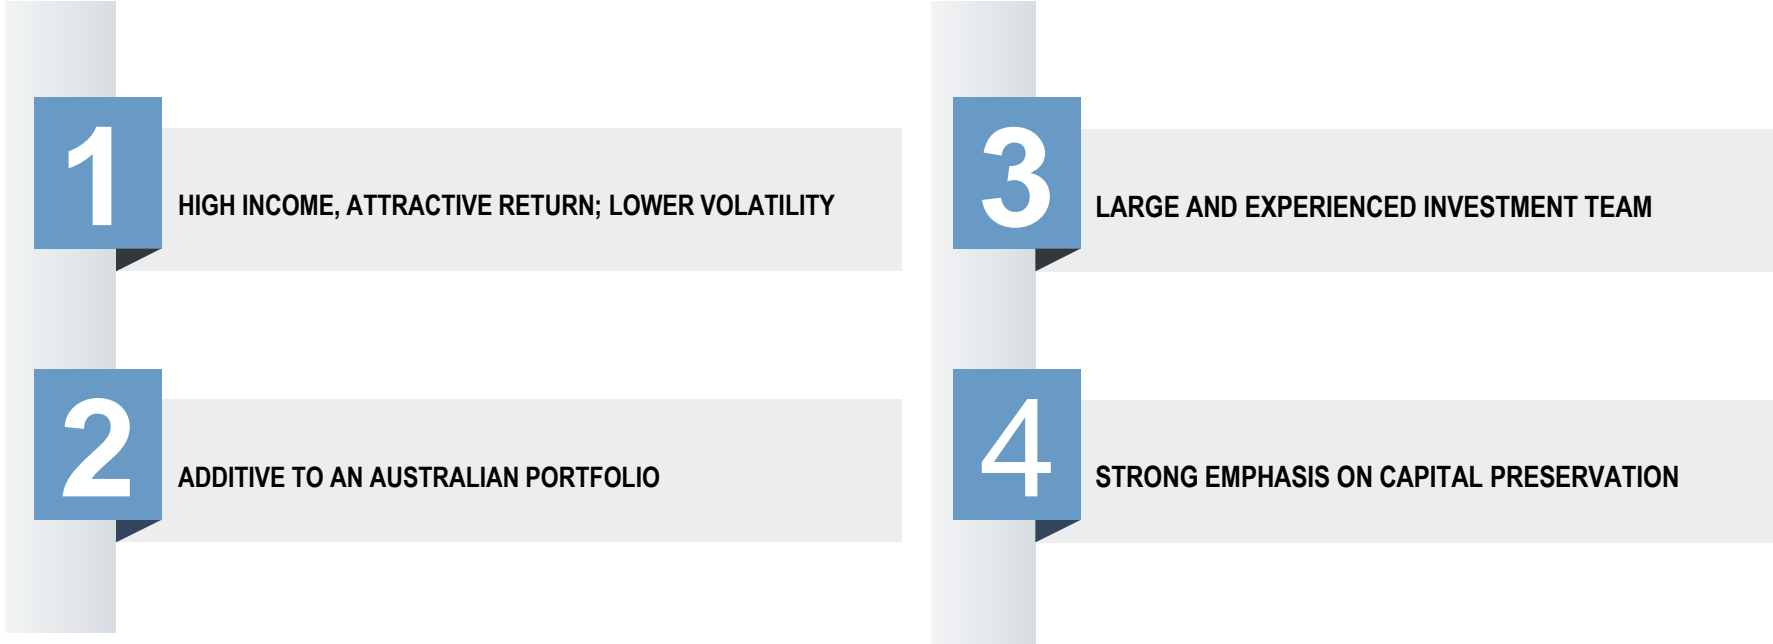 1
HIGH INCOME, ATTRACTIVE RETURN; LOWER VOLATILITY
2
ADDITIVE TO AN AUSTRALIAN PORTFOLIO
3
LARGE AND EXPERIENCED INVESTMENT TEAM
4
STRONG EMPHASIS ON CAPITAL PRESERVATION